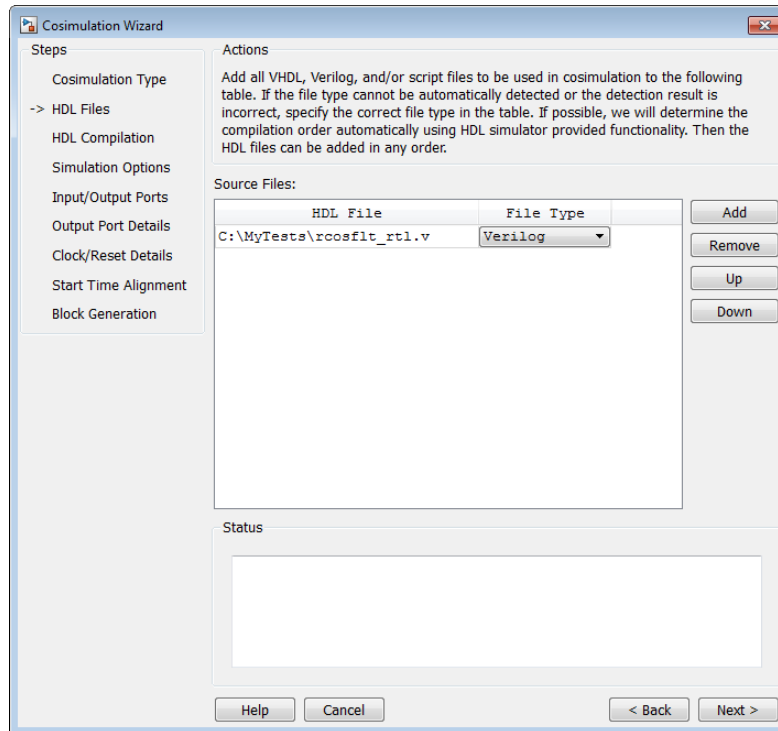 Cosimulation Wizard
Steps
Cosimulation Type
-> HDL Files
HDL Compilation
Simulation Options
Input/Output Ports
Output Port Details
Clock/Reset Details
Start Time Alignment
Block Generation
Actions
Add all VHDL, Verilog, and/or script files to be used in cosimulation to the following
table. If the file type cannot be automatically detected or the detection result is
incorrect, specify the correct file type in the table. If possible, we will determine the
compilation order automatically using HDL simulator provided functionality. Then the
HDL files can be added in any order.
Source Files:
HDL File File Type
C:\MyTests\rcosflt_rtl.v Verilog
Add
Remove
Up
Down
Status
Help Cancel < Back Next >